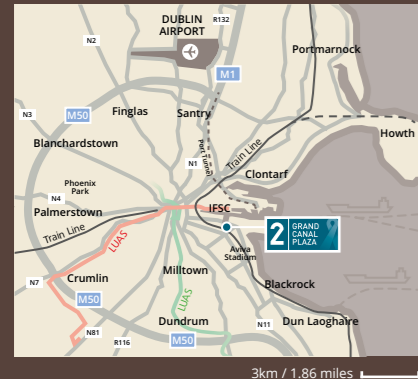 DUBLIN
AIRPORT
R132
N2
Portmarnock
M1
M50
Finglas
Santry
N3
Port Tunnel
Train Line
Howth
Blanchardstown
N1
Clontarf
Phoenix
Park
N4
IFSC
Palmerstown
2 GRAND
CANAL
PLAZA
Train Line
LUAS
Aviva
Stadium
Milltown
Crumlin
N7
Blackrock
M50
LUAS
Dundrum
N11
Dun Laoghaire
N81
R116
M50
3km / 1.86 miles